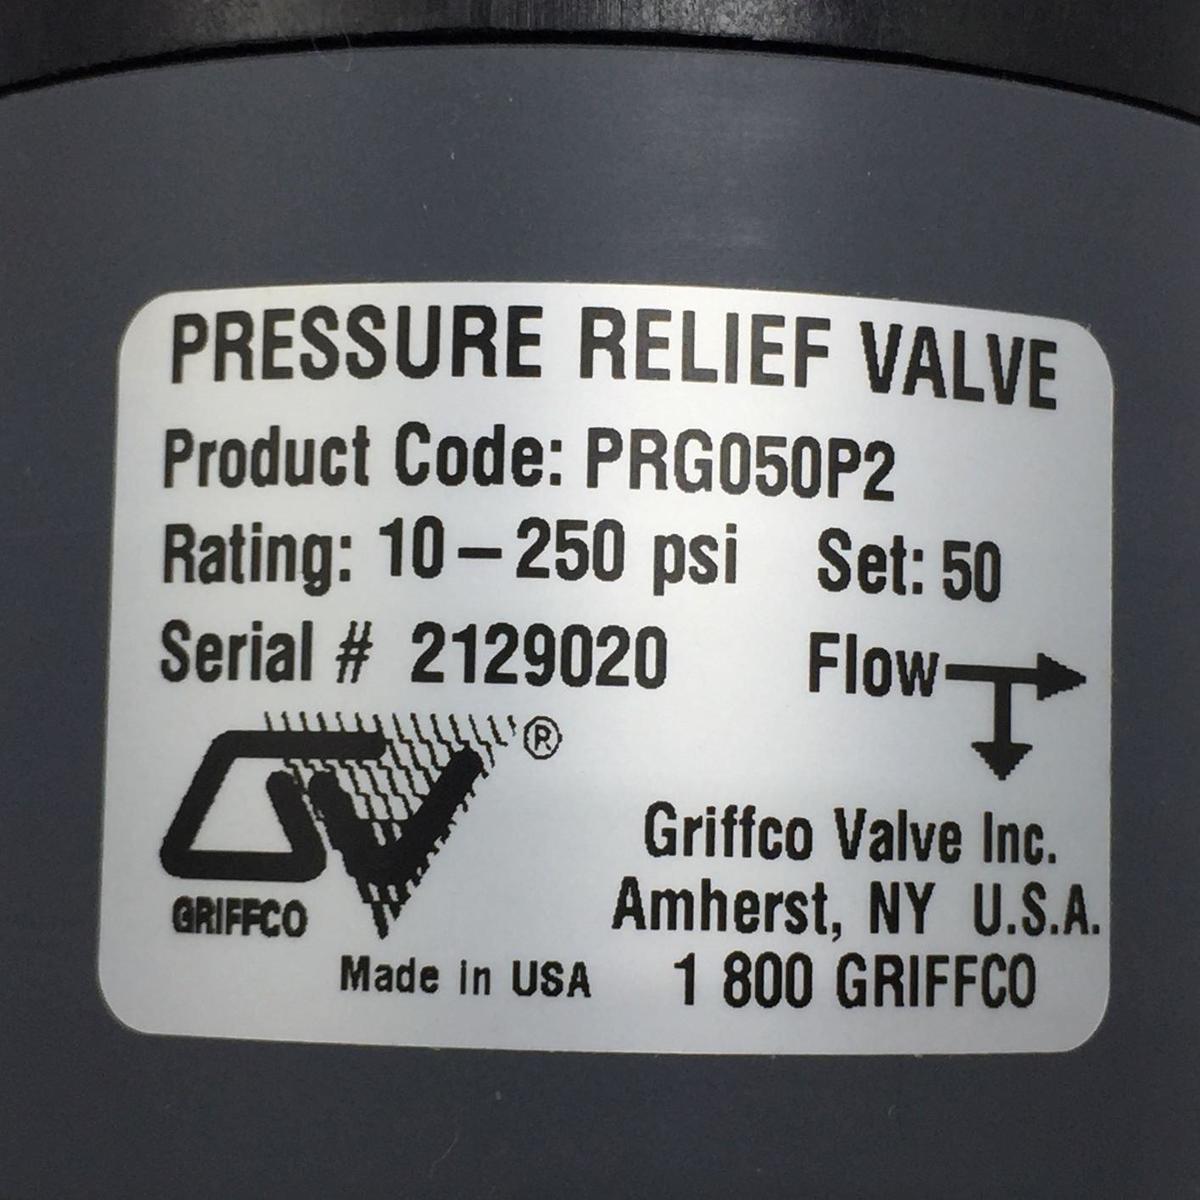 PRESSURE RELIEF VALVE
Product Code: PRG050P2
Rating: 10-250 psi Set: 50
Serial # 2129020 Flow
®
GRIFFCO
Griffco Valve Inc.
Amherst, NY U.S.A.
Made in USA 1 800 GRIFFCO